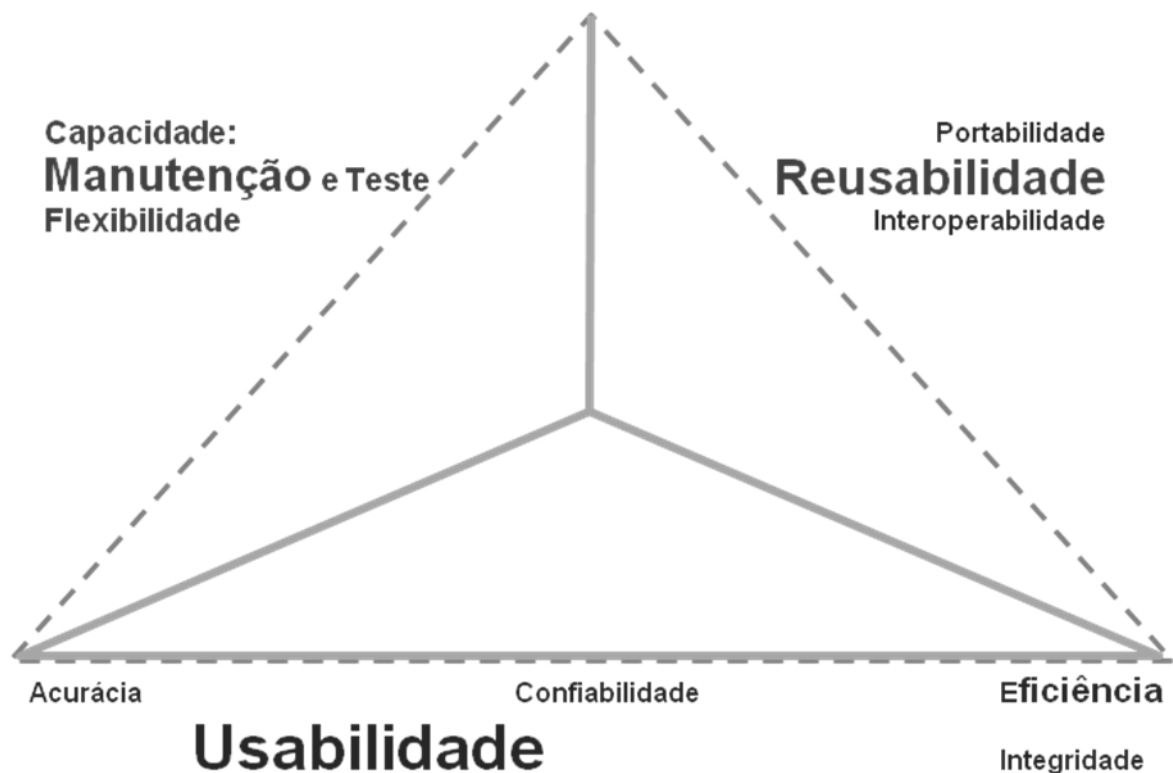 Capacidade:
Manutenção e Teste
Flexibilidade
Portabilidade
Reusabilidade
Interoperabilidade
Acurácia Confiabilidade Eficiência
Usabilidade Integridade